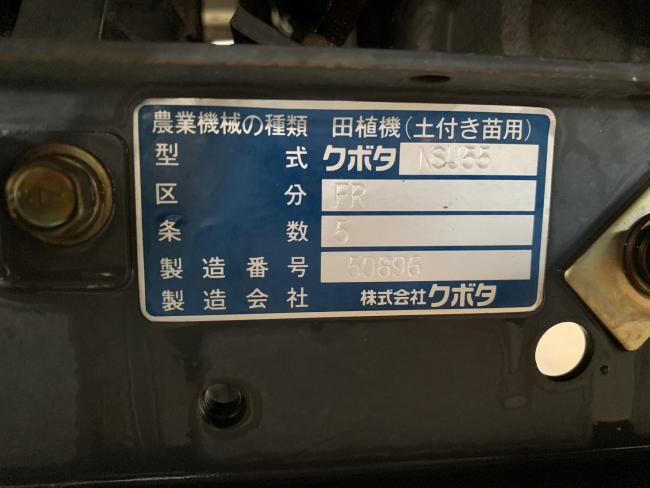 農業機械の種類 田植機(土付き苗用)
型式 クボタ NSU55
区分 PR
条数 5
製造番号 50896
製造会社 株式会社クボタ